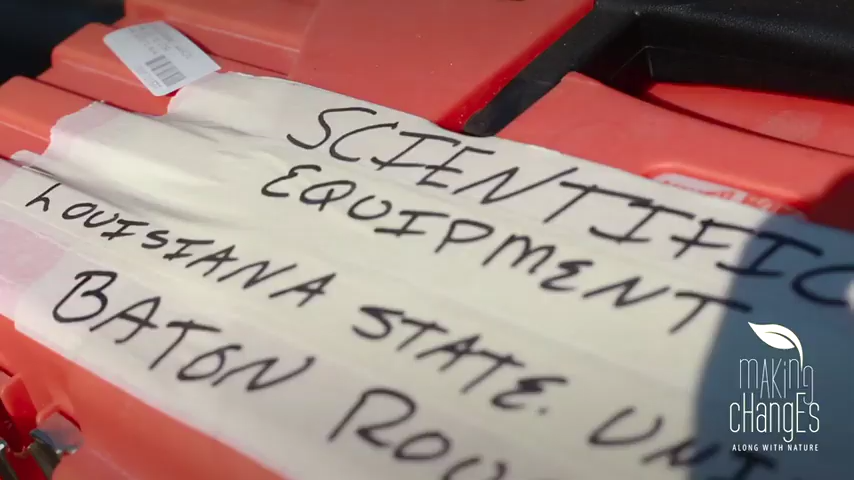 SCIENTIFIC
EQUIPMENT
LOUISIANA STATE. UNI
BATON ROU
mAKing
cHAngEs
ALONG WITH NATURE